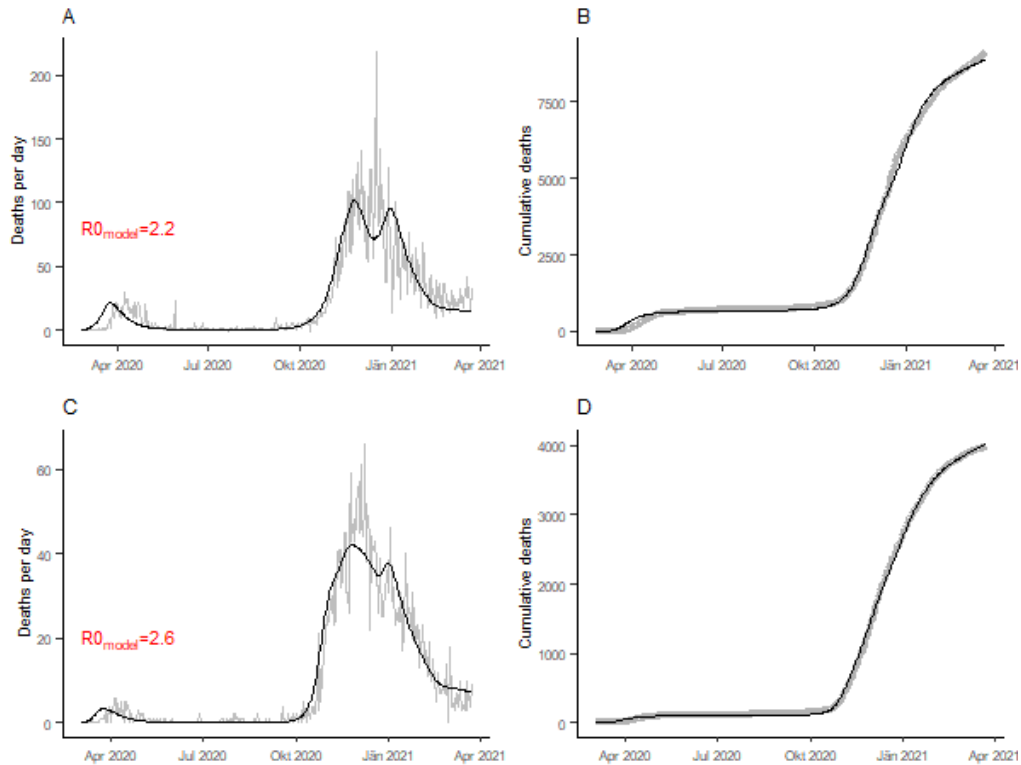 A
Deaths per day
200
150
100
50
0
R0model=2.2
Apr 2020 Jul 2020 Okt 2020 Jän 2021 Apr 2021
B
Cumulative deaths
7500
5000
2500
0
Apr 2020 Jul 2020 Okt 2020 Jän 2021 Apr 2021
C
Deaths per day
60
40
20
0
R0model=2.6
Apr 2020 Jul 2020 Okt 2020 Jän 2021 Apr 2021
D
Cumulative deaths
4000
3000
2000
1000
0
Apr 2020 Jul 2020 Okt 2020 Jän 2021 Apr 2021